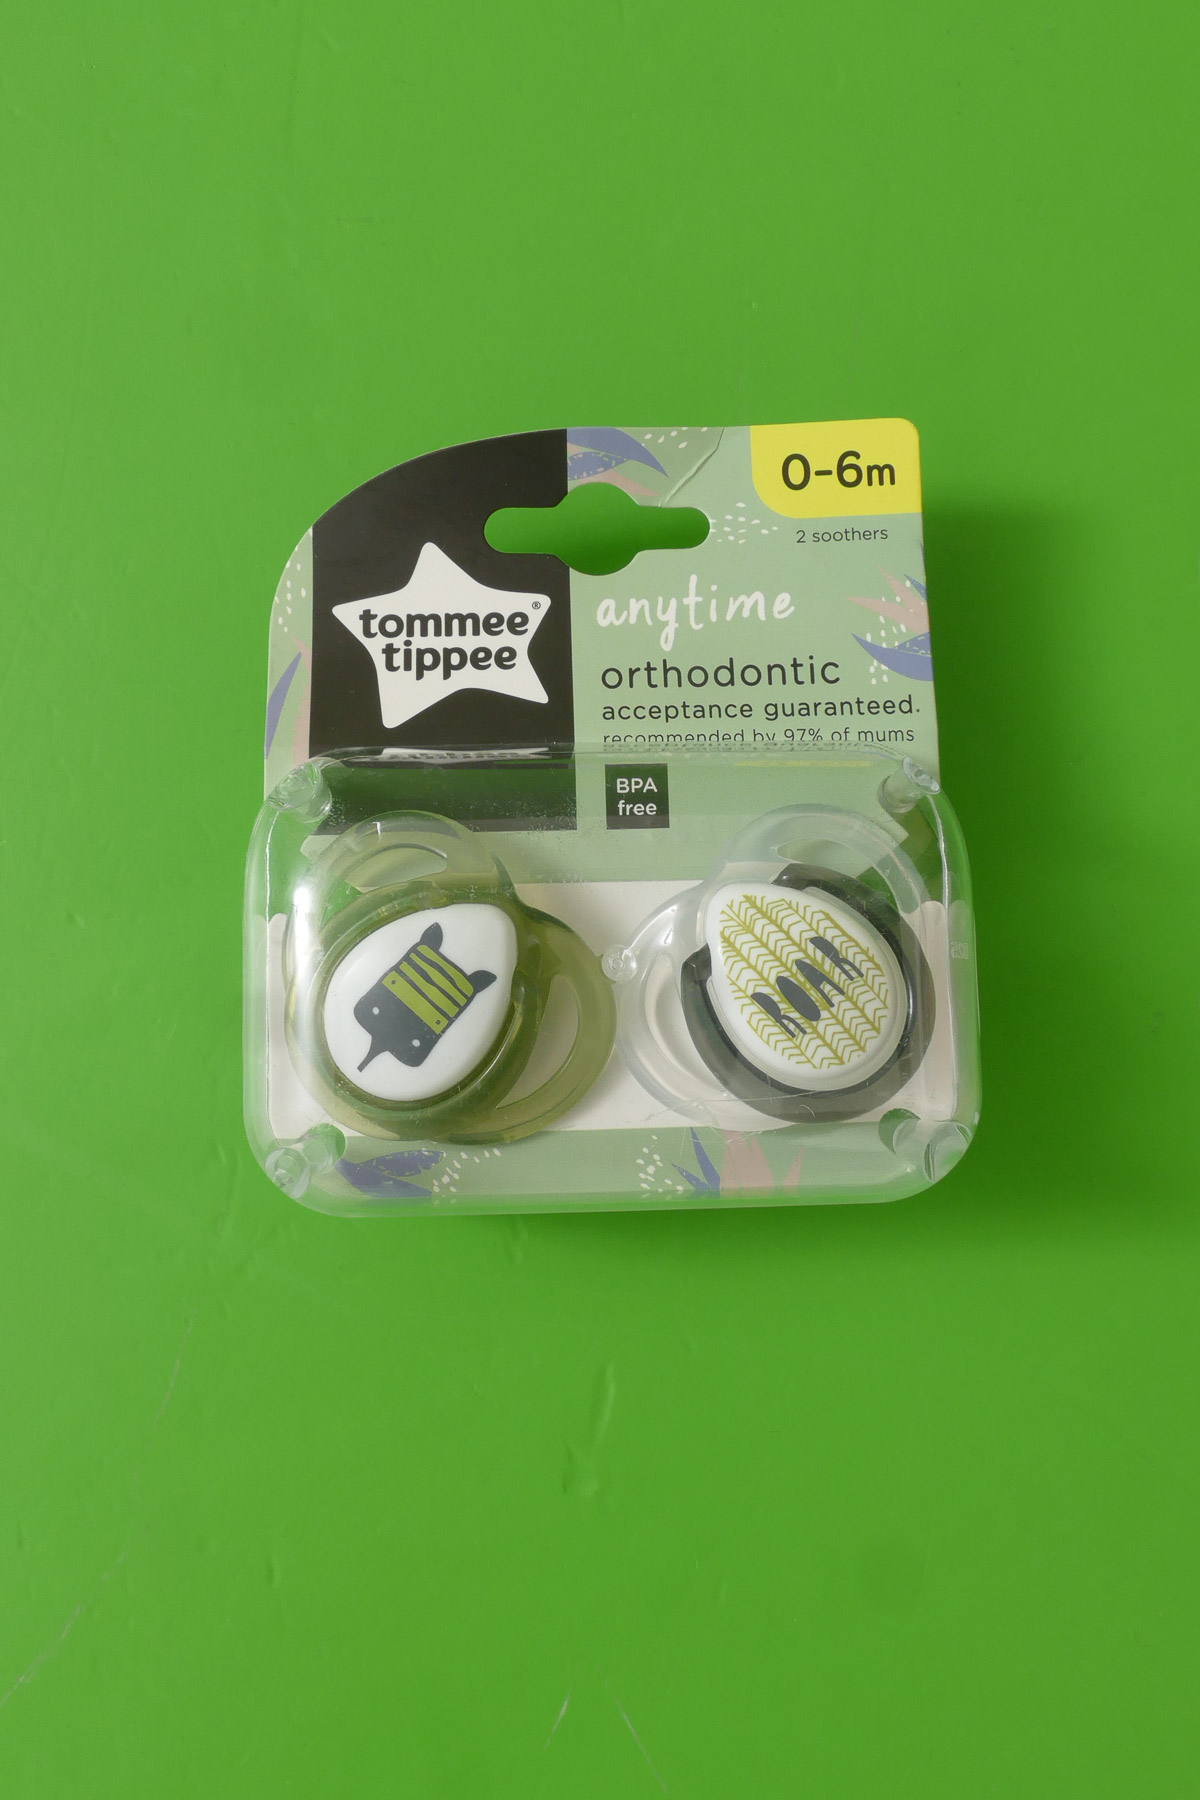 0-6m
2 soothers
tommee®
tippee
anytime
orthodontic
acceptance guaranteed.
recommended by 97% of mums
BPA
free
ROAR